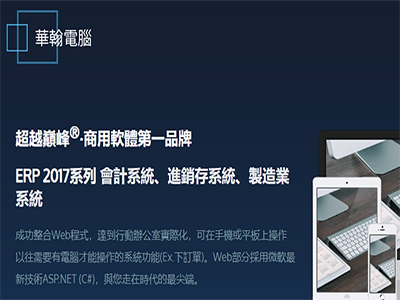 華翰電腦
超越巔峰®·商用軟體第一品牌
ERP 2017系列 會計系統、進銷存系統、製造業
系統
成功整合Web程式，達到行動辦公室實際化，可在手機或平板上操作
以往需要有電腦才能操作的系統功能(Ex.下訂單)。Web部分採用微軟最
新技術ASP.NET (C#)，與您走在時代的最尖端。